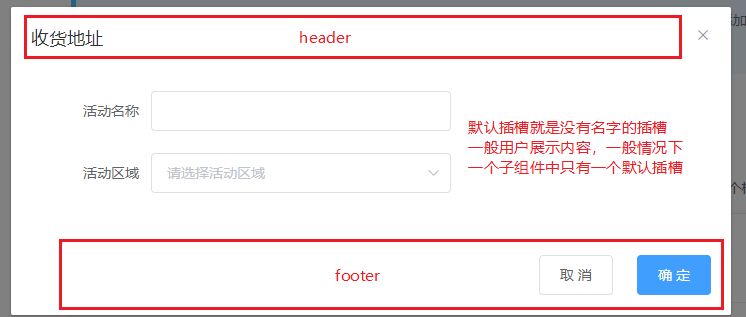 收货地址 header
活动名称
默认插槽就是没有名字的插槽
一般用户展示内容，一般情况下
一个子组件中只有一个默认插槽
活动区域 请选择活动区域
footer 取 消 确 定